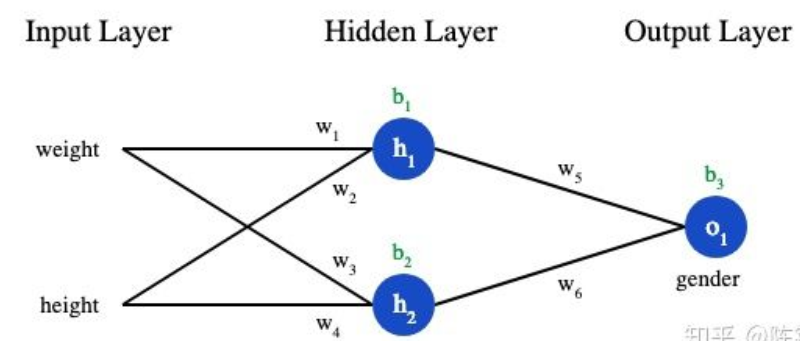 Input Layer Hidden Layer Output Layer
b₁
weight w₁ h₁
w₂ w₅ b₃
o₁
w₃ b₂ gender
height w₄ h₂ w₆
知乎 @陈